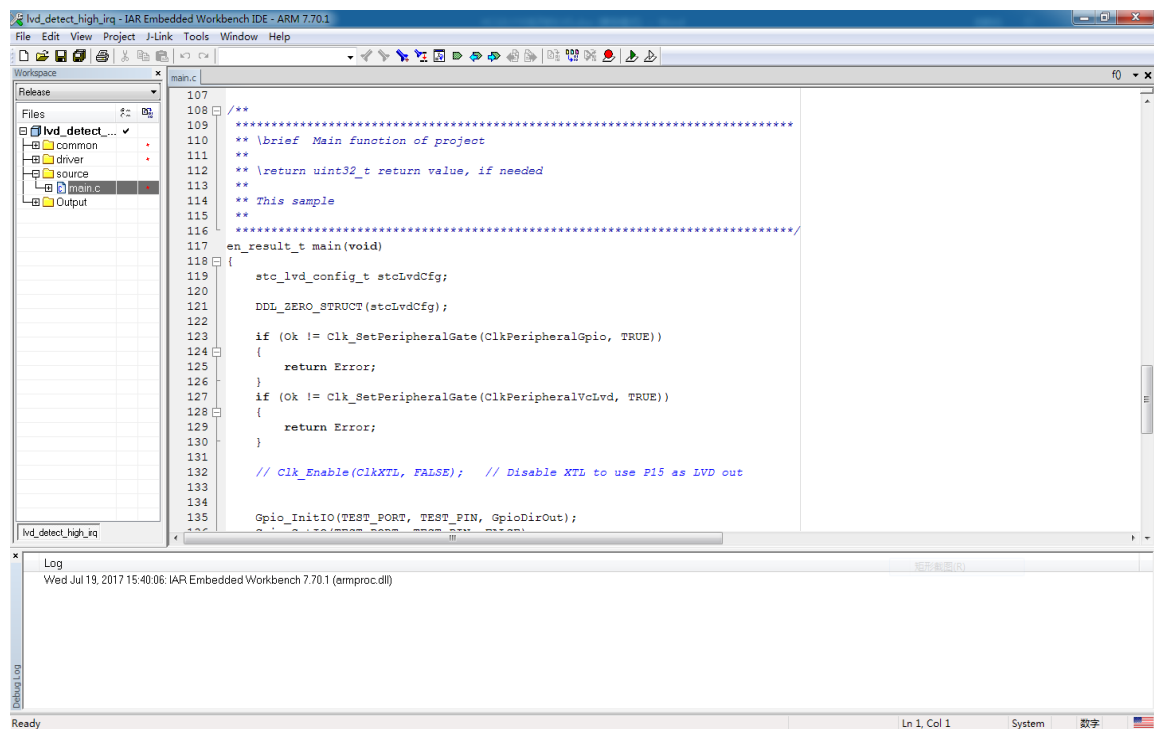 lvd_detect_high_irq - IAR Embedded Workbench IDE - ARM 7.70.1
File Edit View Project J-Link Tools Window Help
Workspace
main.c
f()
Release
Files
lvd_detect_...
common
driver
source
main.c
Output
lvd_detect_high_irq
107
108 /**
109 ******************************************************************************
110 ** \brief Main function of project
111 **
112 ** \return uint32_t return value, if needed
113 **
114 ** This sample
115 **
116 ******************************************************************************/
117 en_result_t main(void)
118 {
119 stc_lvd_config_t stcLvdCfg;
120
121 DDL_ZERO_STRUCT(stcLvdCfg);
122
123 if (Ok != Clk_SetPeripheralGate(ClkPeripheralGpio, TRUE))
124 {
125 return Error;
126 }
127 if (Ok != Clk_SetPeripheralGate(ClkPeripheralVcLvd, TRUE))
128 {
129 return Error;
130 }
131
132 // Clk_Enable(ClkXTL, FALSE); // Disable XTL to use P15 as LVD out
133
134
135 Gpio_InitIO(TEST_PORT, TEST_PIN, GpioDirOut);
Log
矩形截图(R)
Wed Jul 19, 2017 15:40:06: IAR Embedded Workbench 7.70.1 (armproc.dll)
Debug Log
Ready
Ln 1, Col 1
System
数字